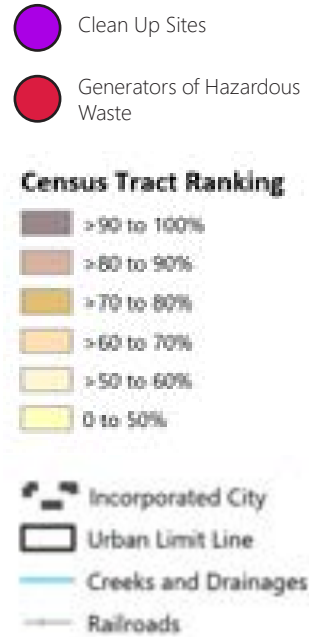 Clean Up Sites
Generators of Hazardous
Waste
Census Tract Ranking
>90 to 100%
>80 to 90%
>70 to 80%
>60 to 70%
>50 to 60%
0 to 50%
Incorporated City
Urban Limit Line
Creeks and Drainages
Railroads